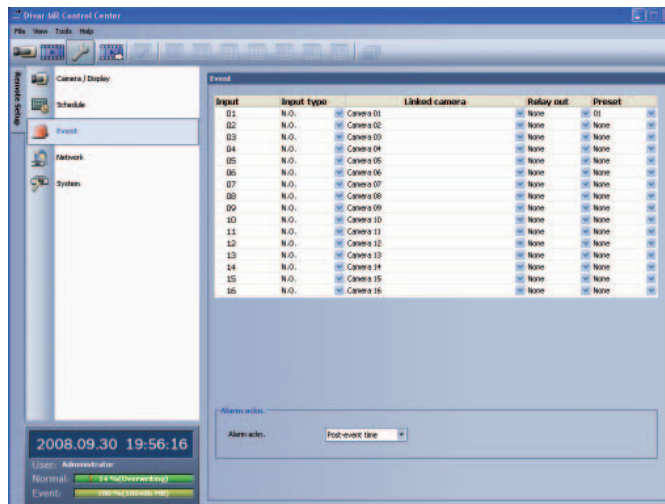 Divar MR Control Center
File View Tools Help
Remote Setup
Camera / Display
Schedule
Event
Network
System
Event
Input Input type Linked camera Relay out Preset
01 N.O. Camera 01 None 01
02 N.O. Camera 02 None None
03 N.O. Camera 03 None None
04 N.O. Camera 04 None None
05 N.O. Camera 05 None None
06 N.O. Camera 06 None None
07 N.O. Camera 07 None None
08 N.O. Camera 08 None None
09 N.O. Camera 09 None None
10 N.O. Camera 10 None None
11 N.O. Camera 11 None None
12 N.O. Camera 12 None None
13 N.O. Camera 13 None None
14 N.O. Camera 14 None None
15 N.O. Camera 15 None None
16 N.O. Camera 16 None None
Alarm ackn.
Alarm ackn. Post-event time
2008.09.30 19:56:16
User: Administrator
Normal: 14 %(Overwriting)
Event: 100 %